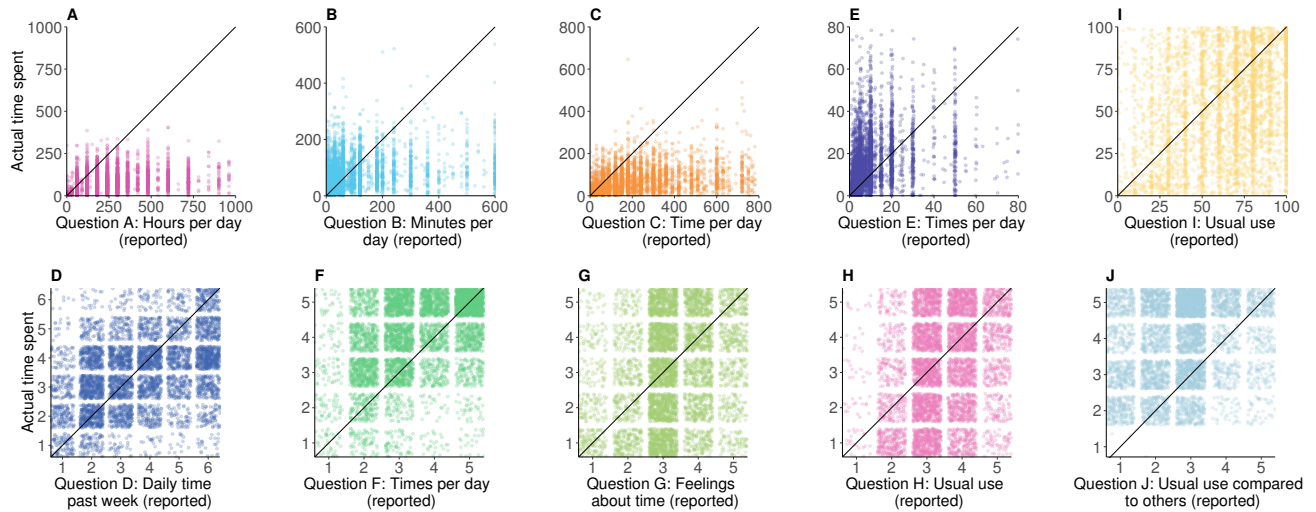 A
B
C
E
I
Actual time spent
1000
750
500
250
0
0 250 500 750 1000
Question A: Hours per day
(reported)
600
400
200
0
0 200 400 600
Question B: Minutes per
day (reported)
800
600
400
200
0
0 200 400 600 800
Question C: Time per day
(reported)
80
60
40
20
0
0 20 40 60 80
Question E: Times per day
(reported)
100
75
50
25
0 25 50 75 100
Question I: Usual use
(reported)
D
F
G
H
J
Actual time spent
6
5
4
3
2
1
1 2 3 4 5 6
Question D: Daily time
past week (reported)
5
4
3
2
1
1 2 3 4 5
Question F: Times per day
(reported)
5
4
3
2
1
1 2 3 4 5
Question G: Feelings
about time (reported)
5
4
3
2
1
1 2 3 4 5
Question H: Usual use
(reported)
5
4
3
2
1
1 2 3 4 5
Question J: Usual use compared
to others (reported)